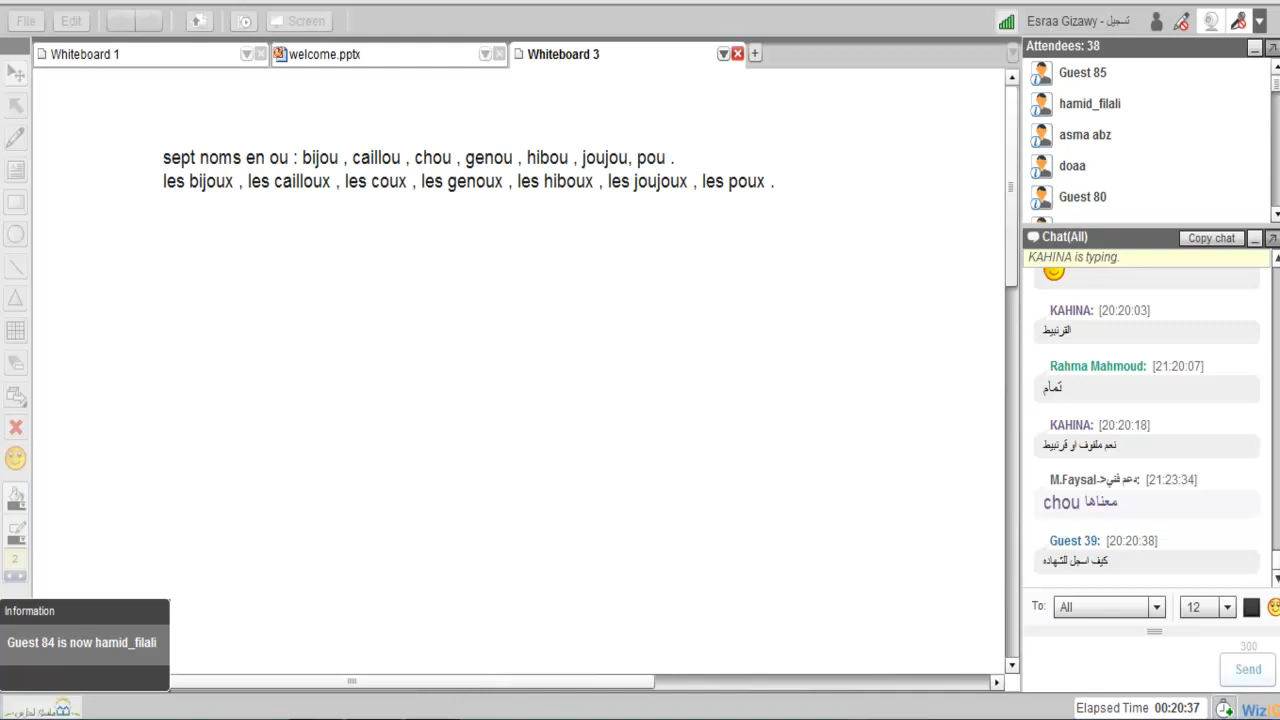 File
Edit
Screen
Esraa Gizawy - تسجيل
Whiteboard 1
welcome.pptx
Whiteboard 3
sept noms en ou : bijou , caillou , chou , genou , hibou , joujou, pou .
les bijoux , les cailloux , les coux , les genoux , les hiboux , les joujoux , les poux .
2
Information
Guest 84 is now hamid_filali
Attendees: 38
Guest 85
hamid_filali
asma abz
doaa
Guest 80
Chat(All)
Copy chat
KAHINA is typing.
KAHINA: [20:20:03]
القرنبيط
Rahma Mahmoud: [21:20:07]
تمام
KAHINA: [20:20:18]
نعم ملفوف او قرنبيط
M.Faysal->دعم فني: [21:23:34]
chou معناها
Guest 39: [20:20:38]
كيف اسجل للشهاده
To: All 12
300
Send
Elapsed Time 00:20:37